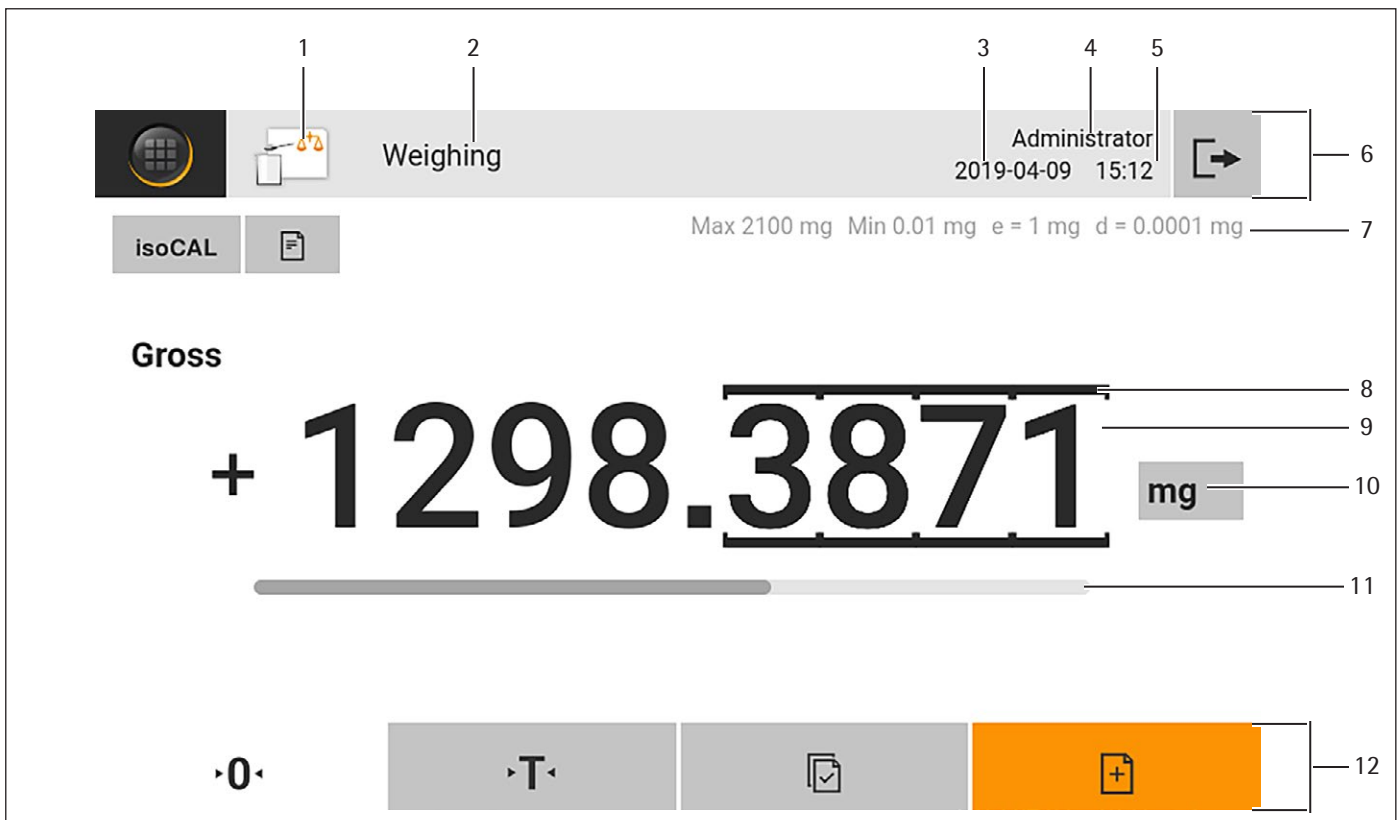 1 2 3 4 5
Weighing
Administrator
2019-04-09 15:12
6
isoCAL
Max 2100 mg Min 0.01 mg e = 1 mg d = 0.0001 mg
7
Gross
8
+ 1298.3871
9
mg
10
11
0 T
12